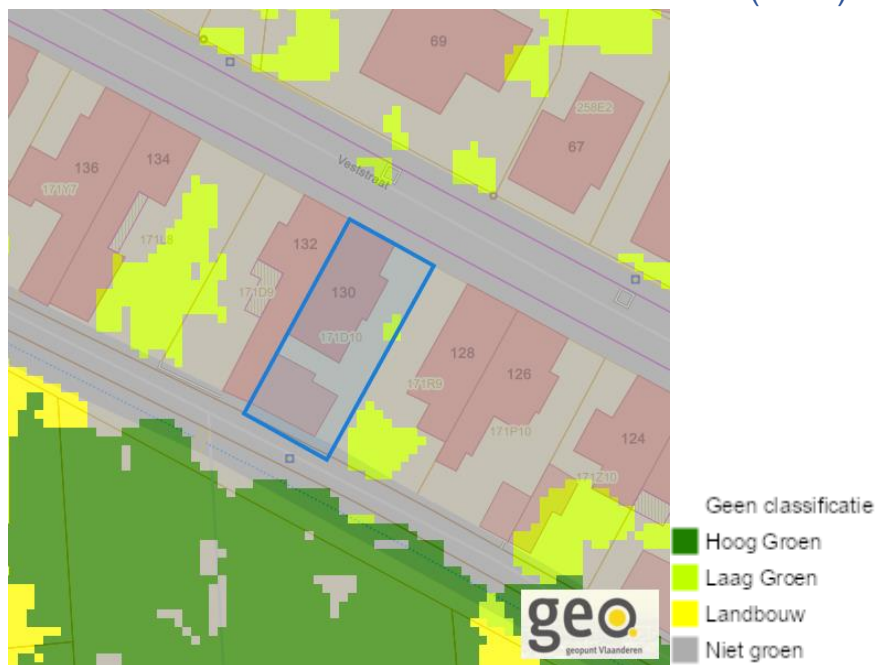 69
67
258E2
Veststraat
136
134
171Y7
171L8
132
171D9
130
171D10
128
126
171R9
171P10
124
171Z10
geo
geopunt Vlaanderen
Geen classificatie
Hoog Groen
Laag Groen
Landbouw
Niet groen